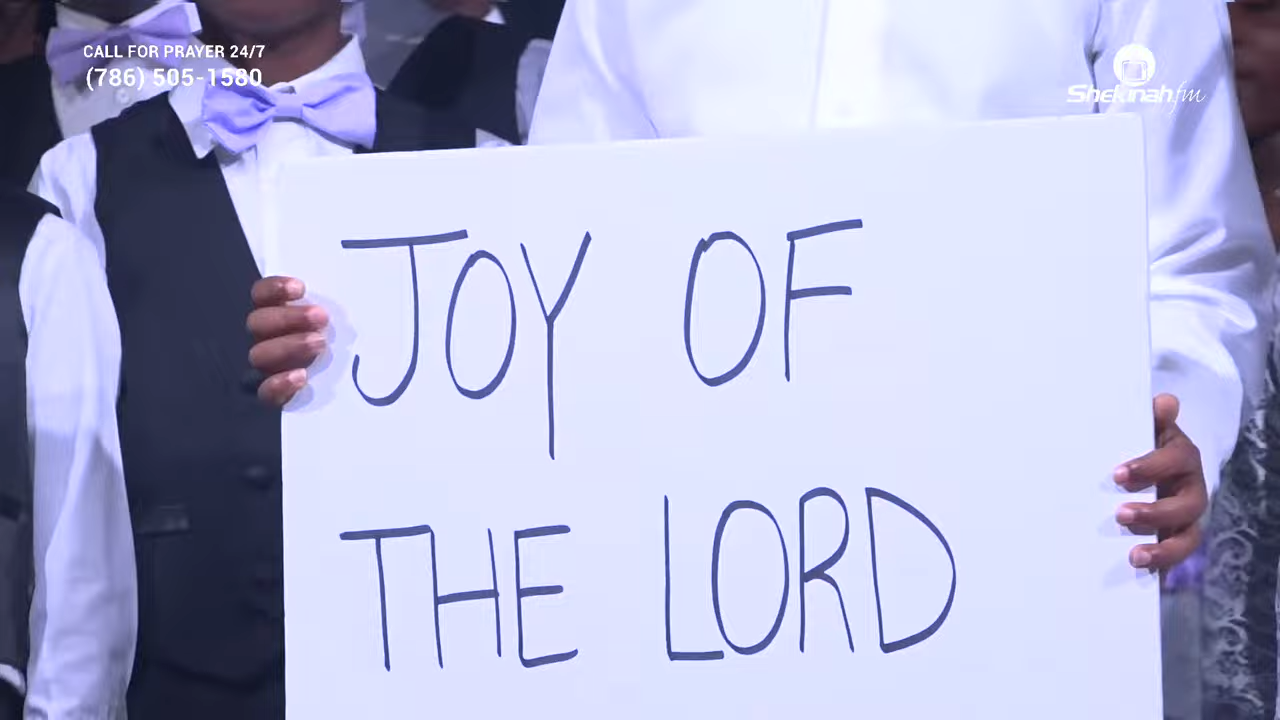 CALL FOR PRAYER 24/7
(786) 505-1580
Shekinah.fm
JOY OF
THE LORD